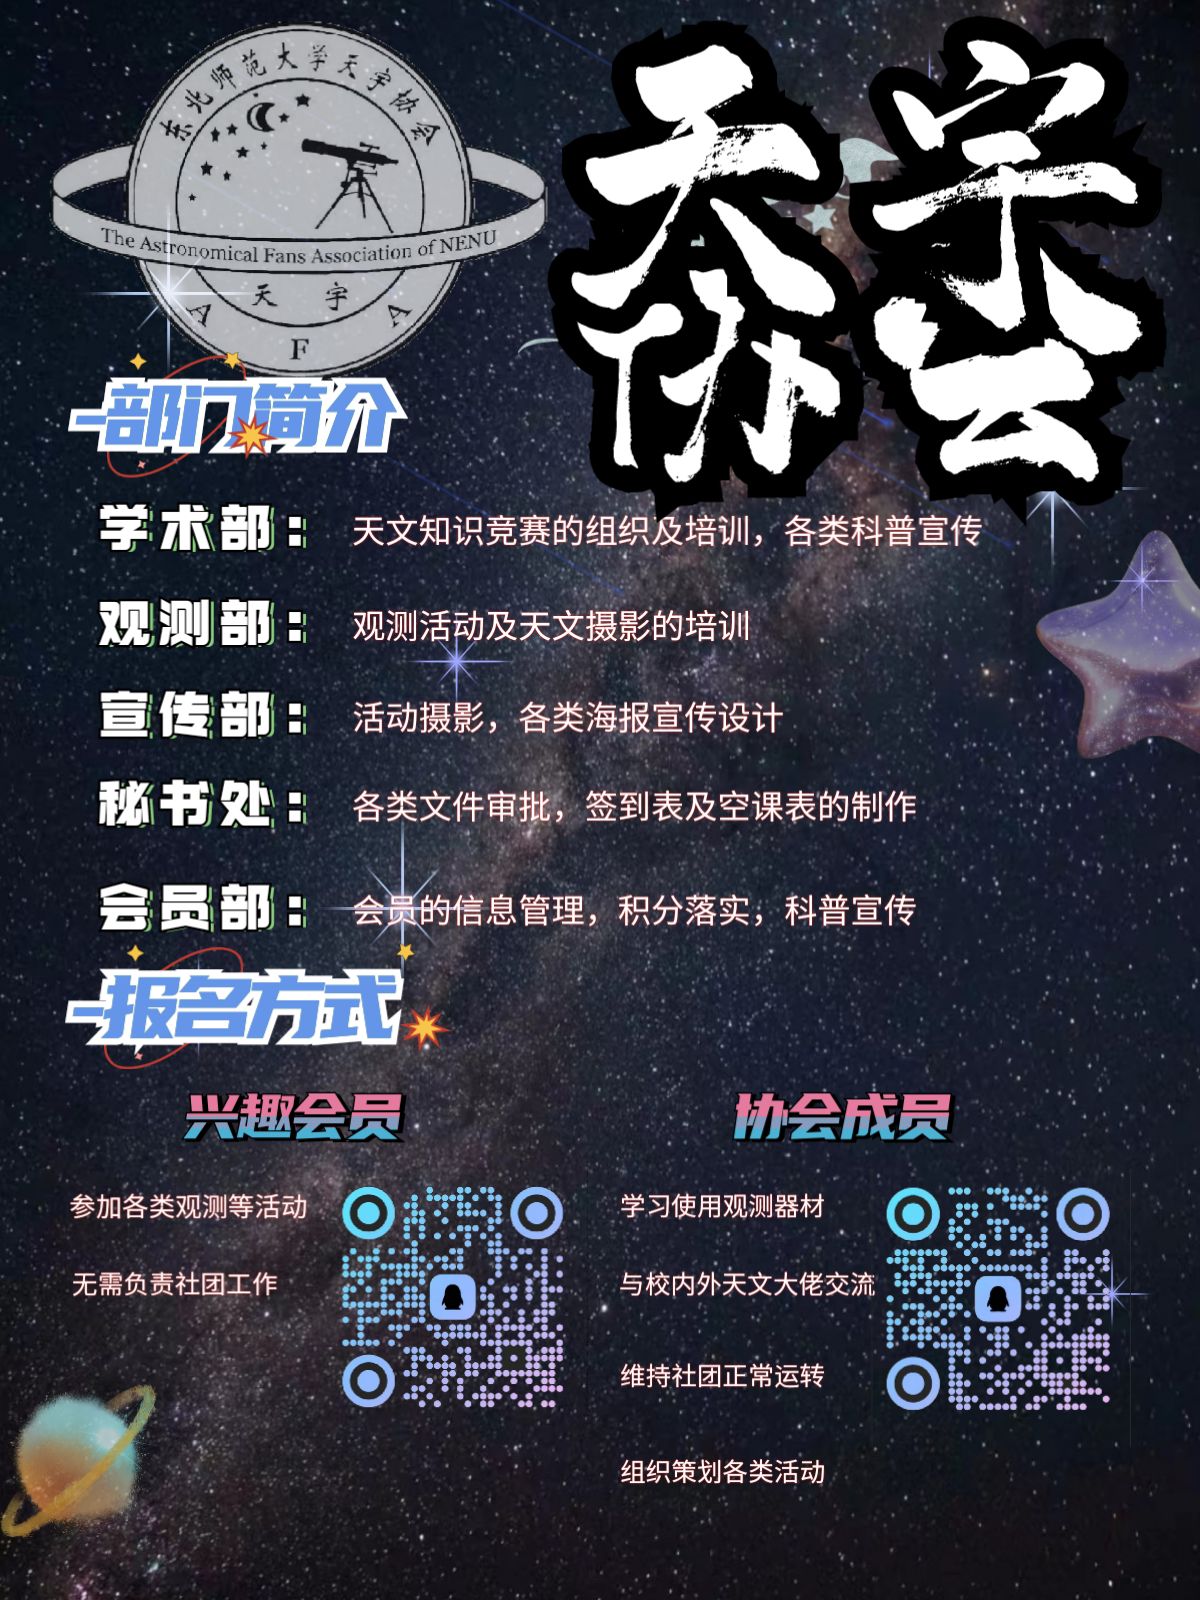 东北师范大学天宇协会
The Astronomical Fans Association of NENU
天宇
A F A
天宇
协会
-部门简介
学术部：天文知识竞赛的组织及培训，各类科普宣传
观测部：观测活动及天文摄影的培训
宣传部：活动摄影，各类海报宣传设计
秘书处：各类文件审批，签到表及空课表的制作
会员部：会员的信息管理，积分落实，科普宣传
-报名方式
兴趣会员
参加各类观测等活动
无需负责社团工作
协会成员
学习使用观测器材
与校内外天文大佬交流
维持社团正常运转
组织策划各类活动